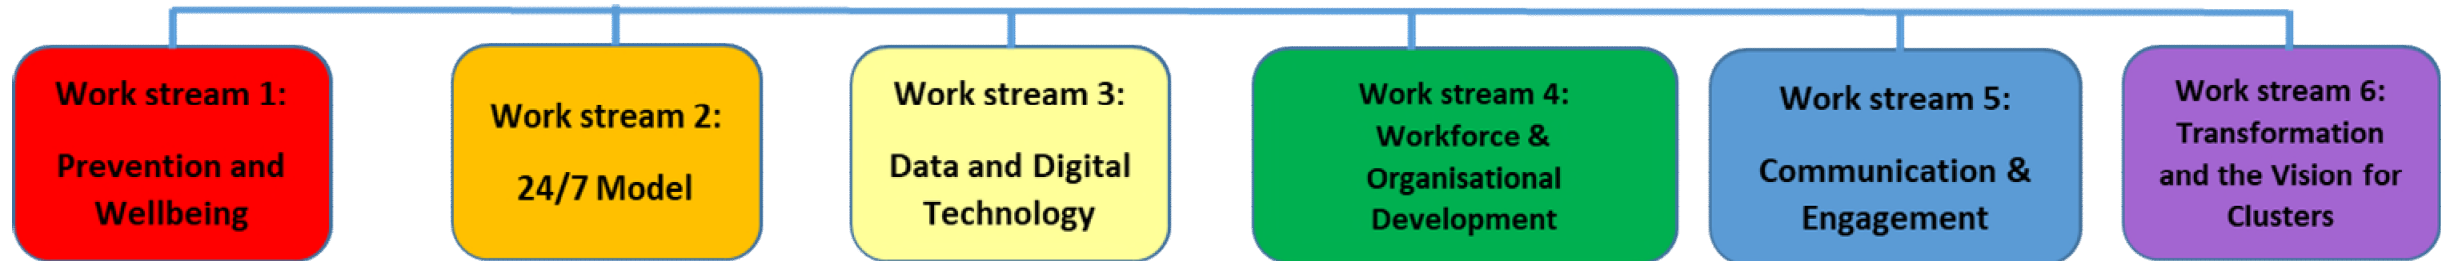 Work stream 1:
Prevention and
Wellbeing
Work stream 2:
24/7 Model
Work stream 3:
Data and Digital
Technology
Work stream 4:
Workforce &
Organisational
Development
Work stream 5:
Communication &
Engagement
Work stream 6:
Transformation
and the Vision for
Clusters